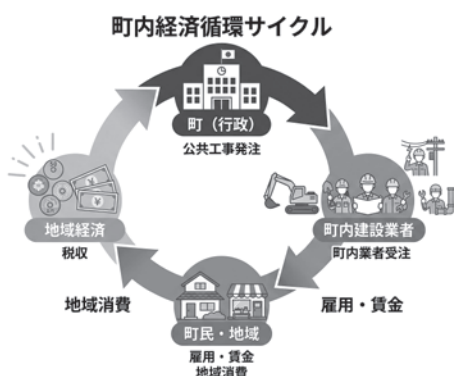 町内経済循環サイクル
町（行政）
公共工事発注
町内建設業者
町内業者受注
雇用・賃金
町民・地域
雇用・賃金
地域消費
地域消費
地域経済
税収